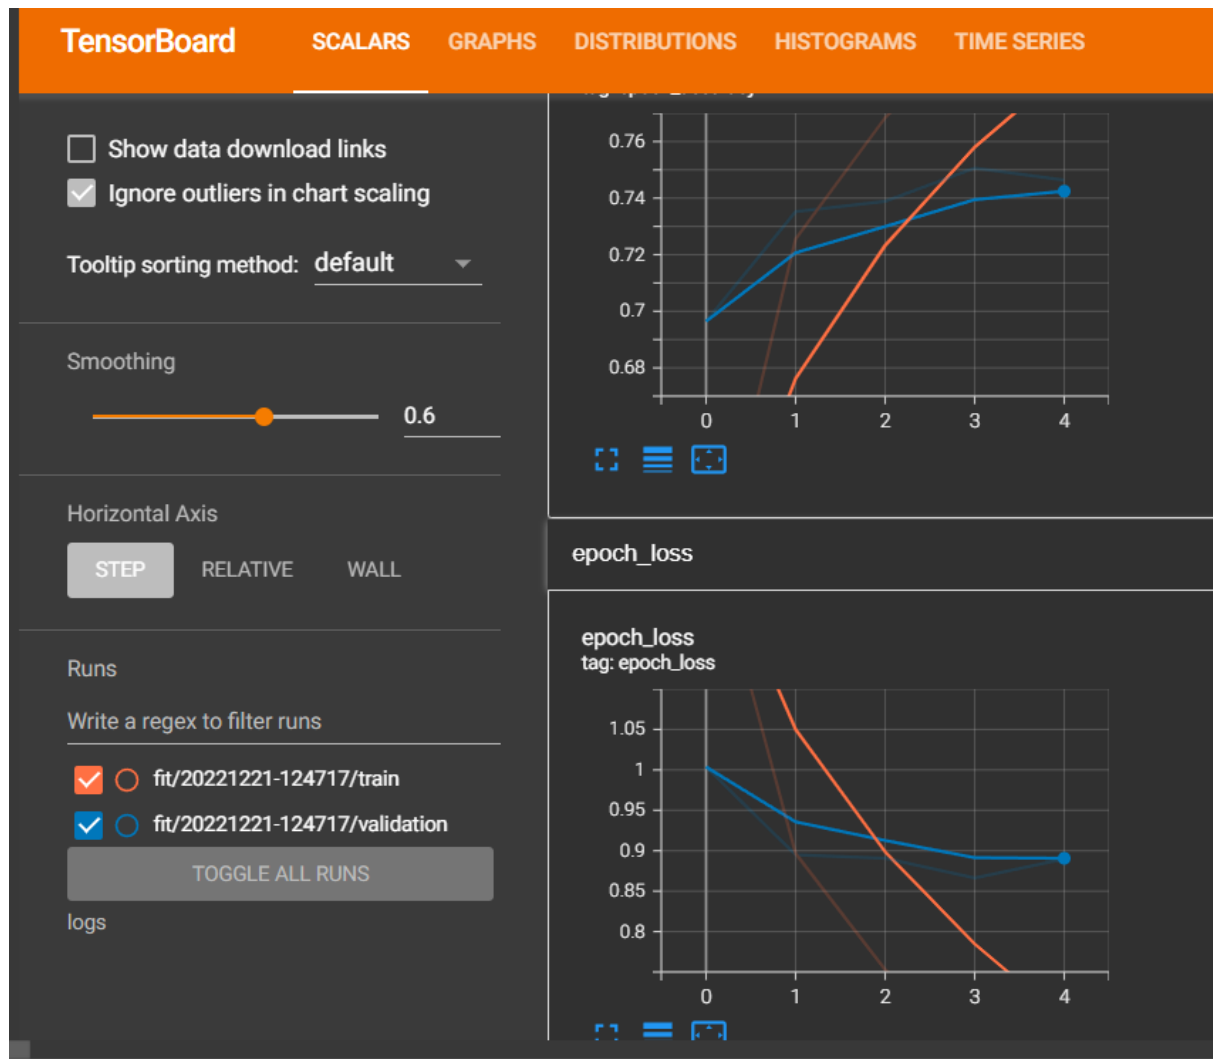 TensorBoard SCALARS GRAPHS DISTRIBUTIONS HISTOGRAMS TIME SERIES
Show data download links
Ignore outliers in chart scaling
Tooltip sorting method: default
Smoothing
0.6
Horizontal Axis
STEP RELATIVE WALL
Runs
Write a regex to filter runs
fit/20221221-124717/train
fit/20221221-124717/validation
TOGGLE ALL RUNS
logs
0.76
0.74
0.72
0.7
0.68
0 1 2 3 4
epoch_loss
epoch_loss
tag: epoch_loss
1.05
1
0.95
0.9
0.85
0.8
0 1 2 3 4